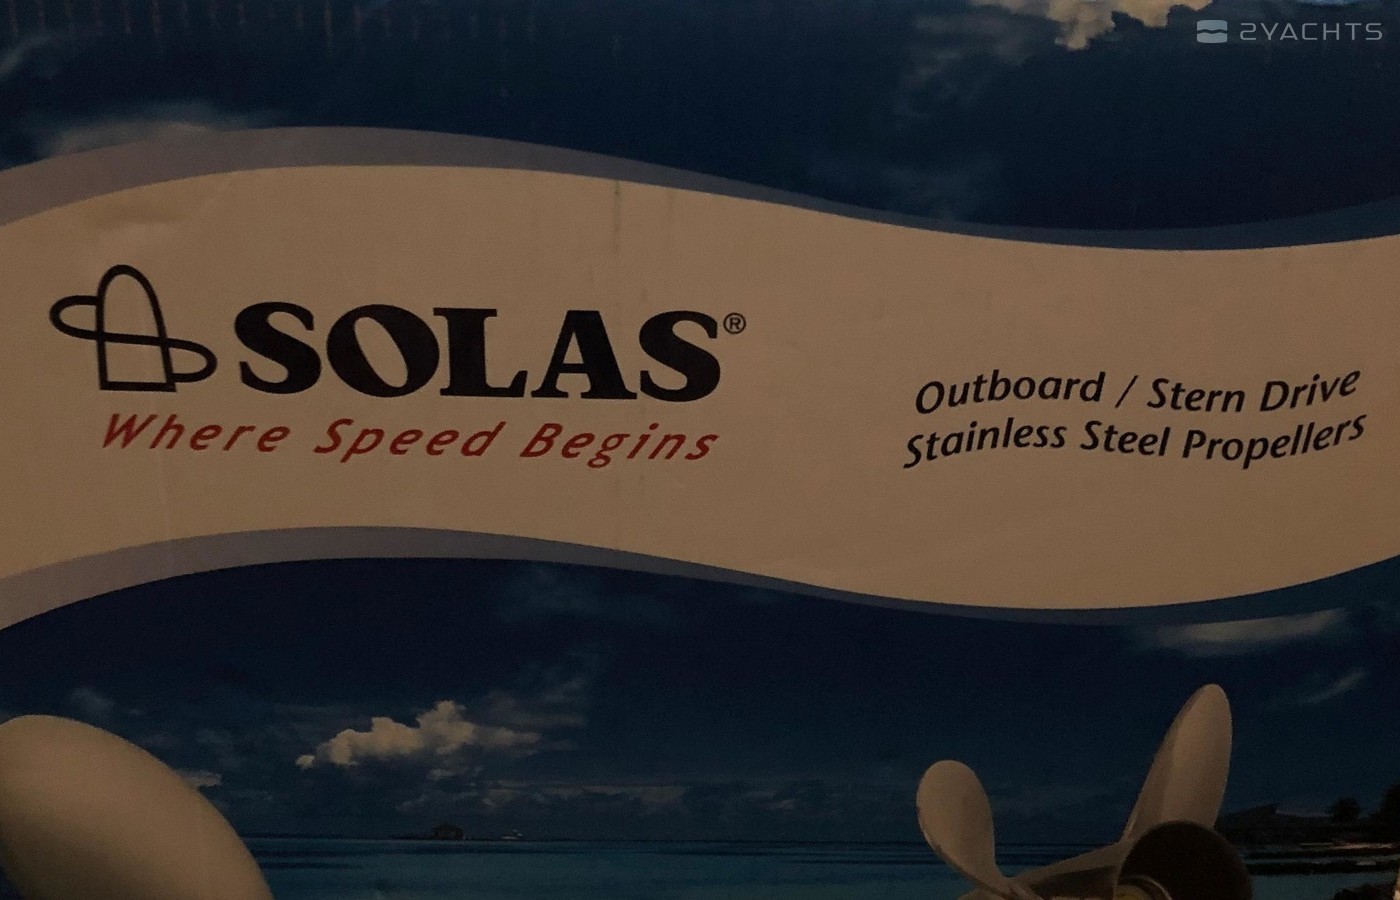 2YACHTS
SOLAS®
Where Speed Begins
Outboard / Stern Drive
Stainless Steel Propellers